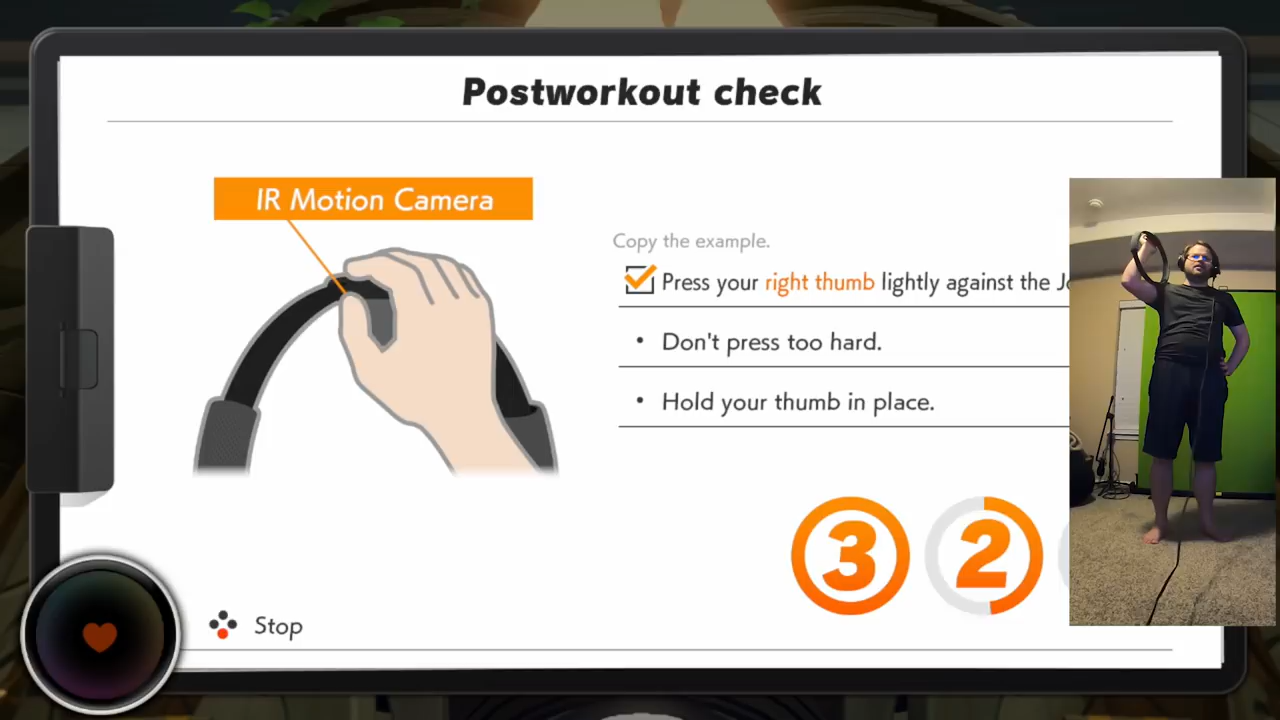 Postworkout check
IR Motion Camera
Copy the example.
Press your right thumb lightly against the
• Don't press too hard.
• Hold your thumb in place.
3 2
Stop